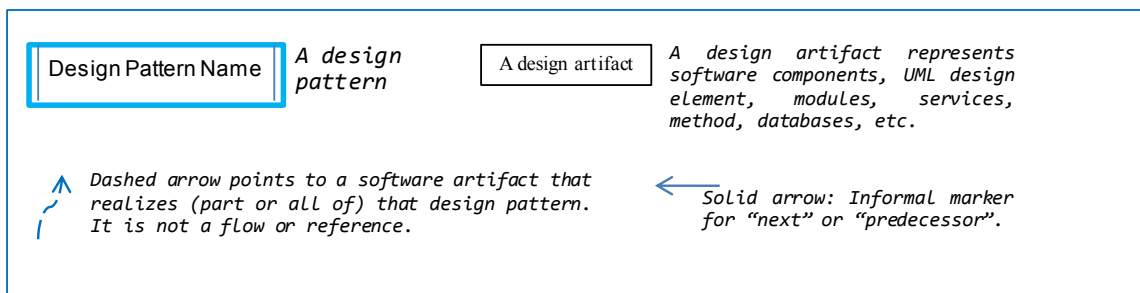 Design Pattern Name
A design
pattern
A design artifact
A design artifact represents
software components, UML design
element, modules, services,
method, databases, etc.
Dashed arrow points to a software artifact that
realizes (part or all of) that design pattern.
It is not a flow or reference.
Solid arrow: Informal marker
for “next” or “predecessor”.